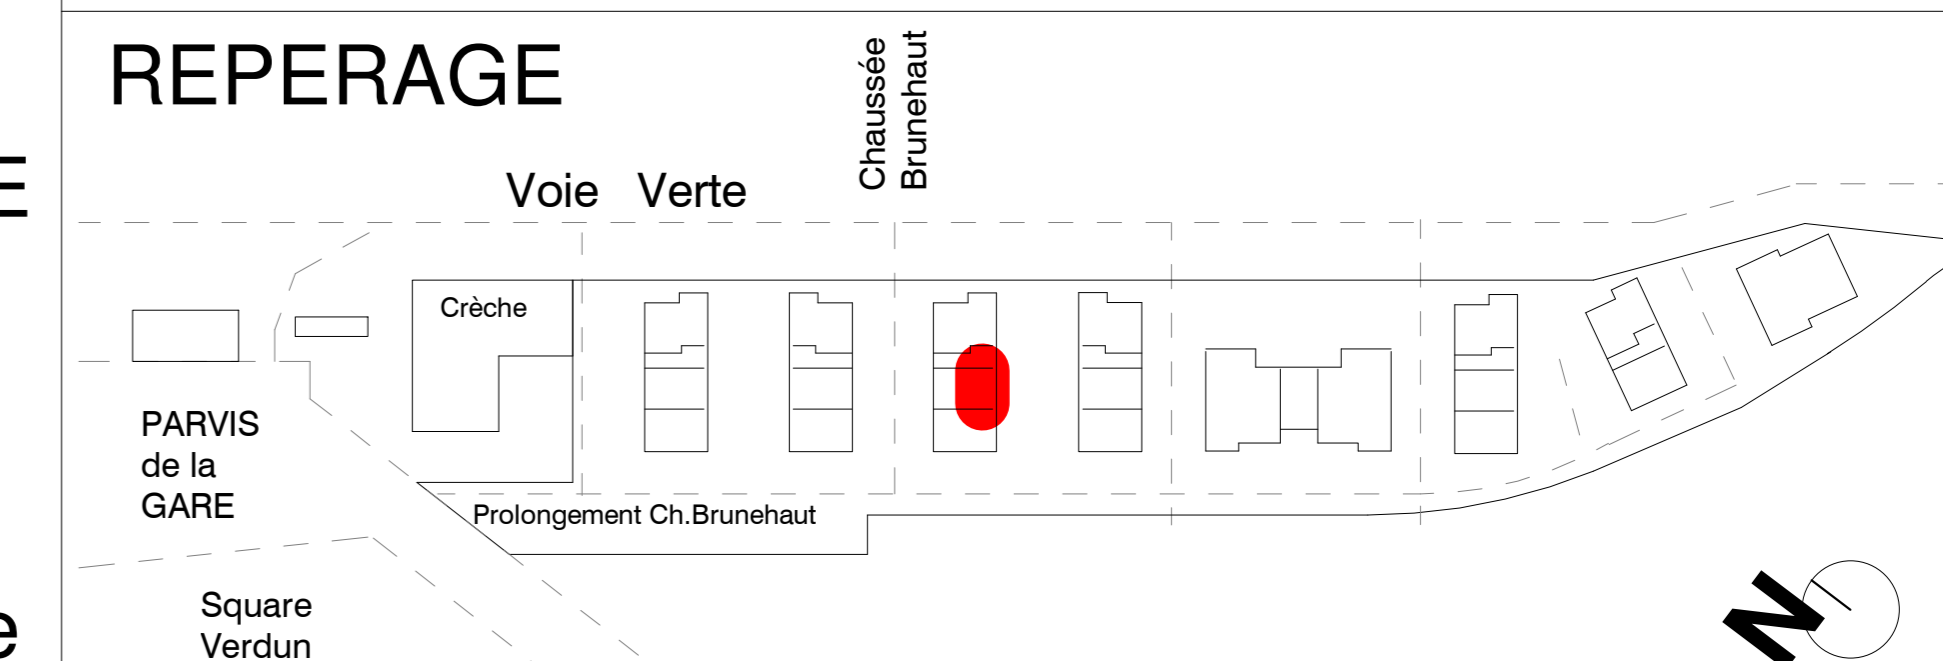 REPERAGE
Chaussée
Brunehaut
Voie Verte
Crèche
PARVIS
de la
GARE
Prolongement Ch.Brunehaut
Square
Verdun
N
E
e